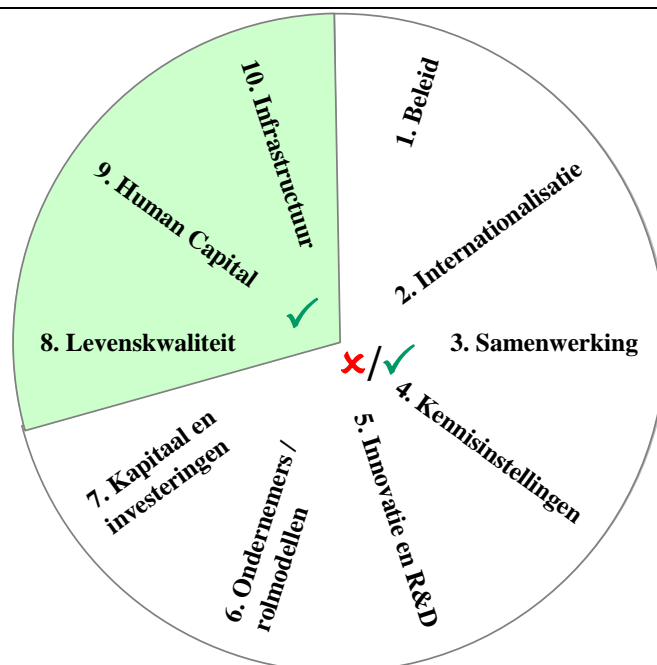 1. Beleid
2. Internationalisatie
3. Samenwerking
4. Kennisinstellingen
5. Innovatie en R&D
6. Ondernemers /
rolmodellen
7. Kapitaal en
investeringen
8. Levenskwaliteit
9. Human Capital
10. Infrastructuur
✓
✘/✓